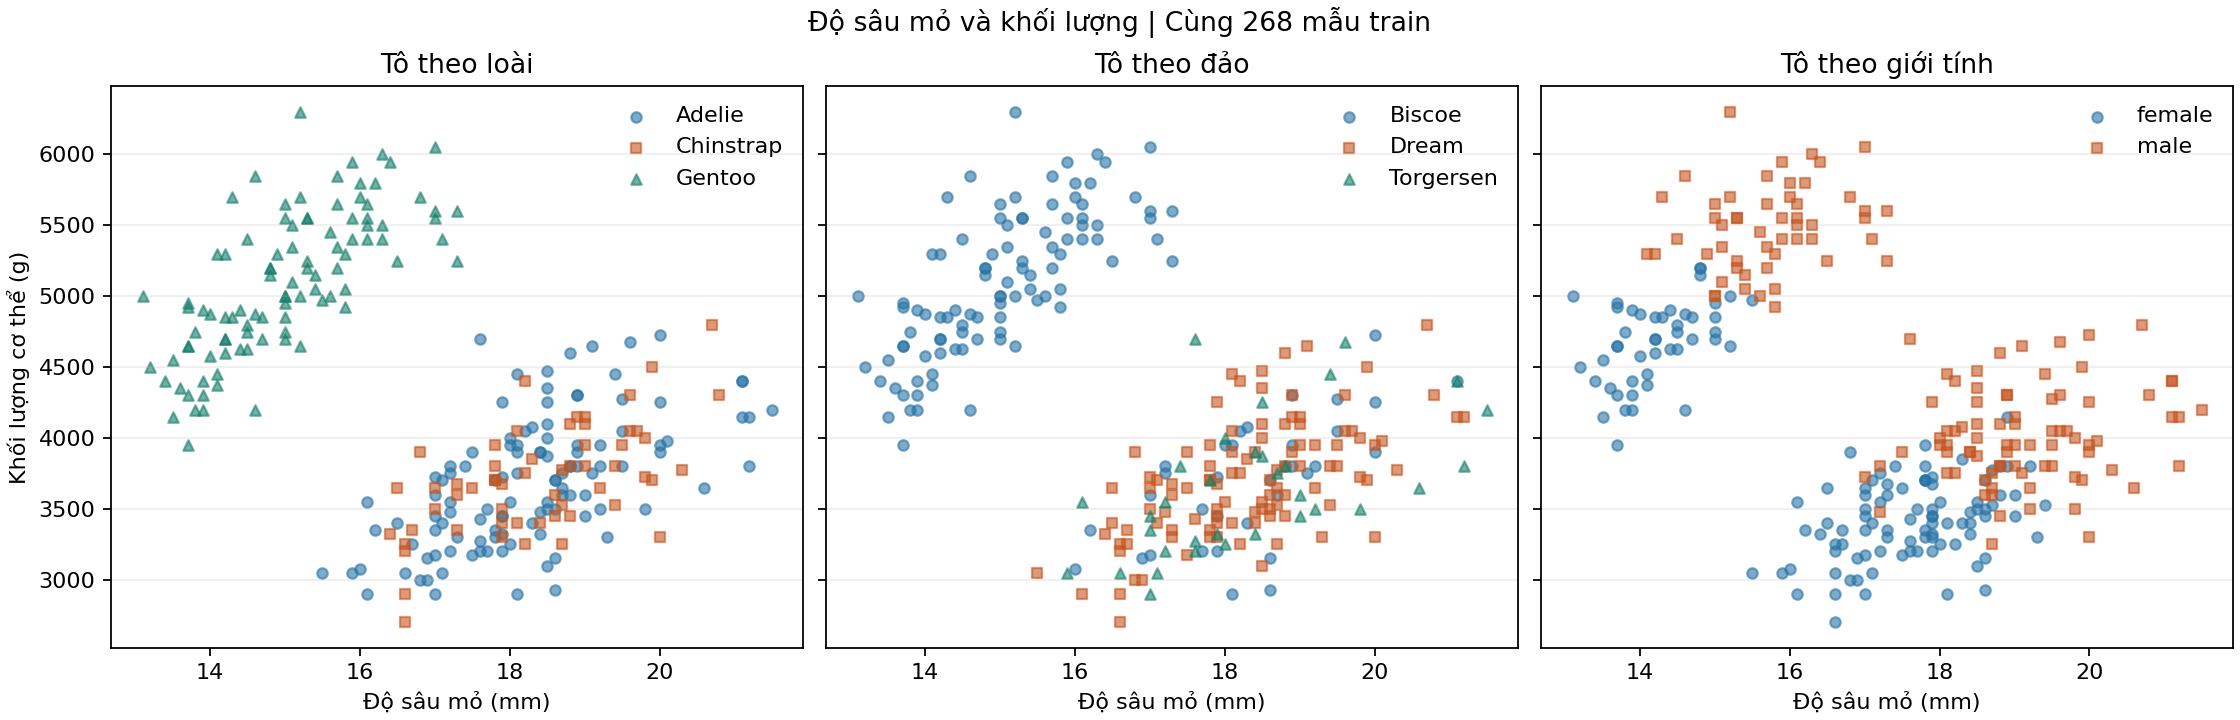 Độ sâu mỏ và khối lượng | Cùng 268 mẫu train
Tô theo loài
Tô theo đảo
Tô theo giới tính
Adelie
Chinstrap
Gentoo
Biscoe
Dream
Torgersen
female
male
Khối lượng cơ thể (g)
6000
5500
5000
4500
4000
3500
3000
14 16 18 20
14 16 18 20
14 16 18 20
Độ sâu mỏ (mm)
Độ sâu mỏ (mm)
Độ sâu mỏ (mm)